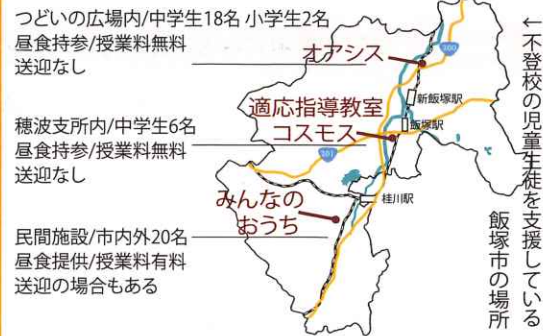 ←不登校の児童生徒を支援している
飯塚市の場所
つどいの広場内/中学生18名 小学生2名
昼食持参/授業料無料
送迎なし
オアシス
200
新飯塚駅
適応指導教室
コスモス
飯塚駅
穂波支所内/中学生6名
昼食持参/授業料無料
送迎なし
201
みんなの
おうち
桂川駅
民間施設/市内外20名
昼食提供/授業料有料
送迎の場合もある